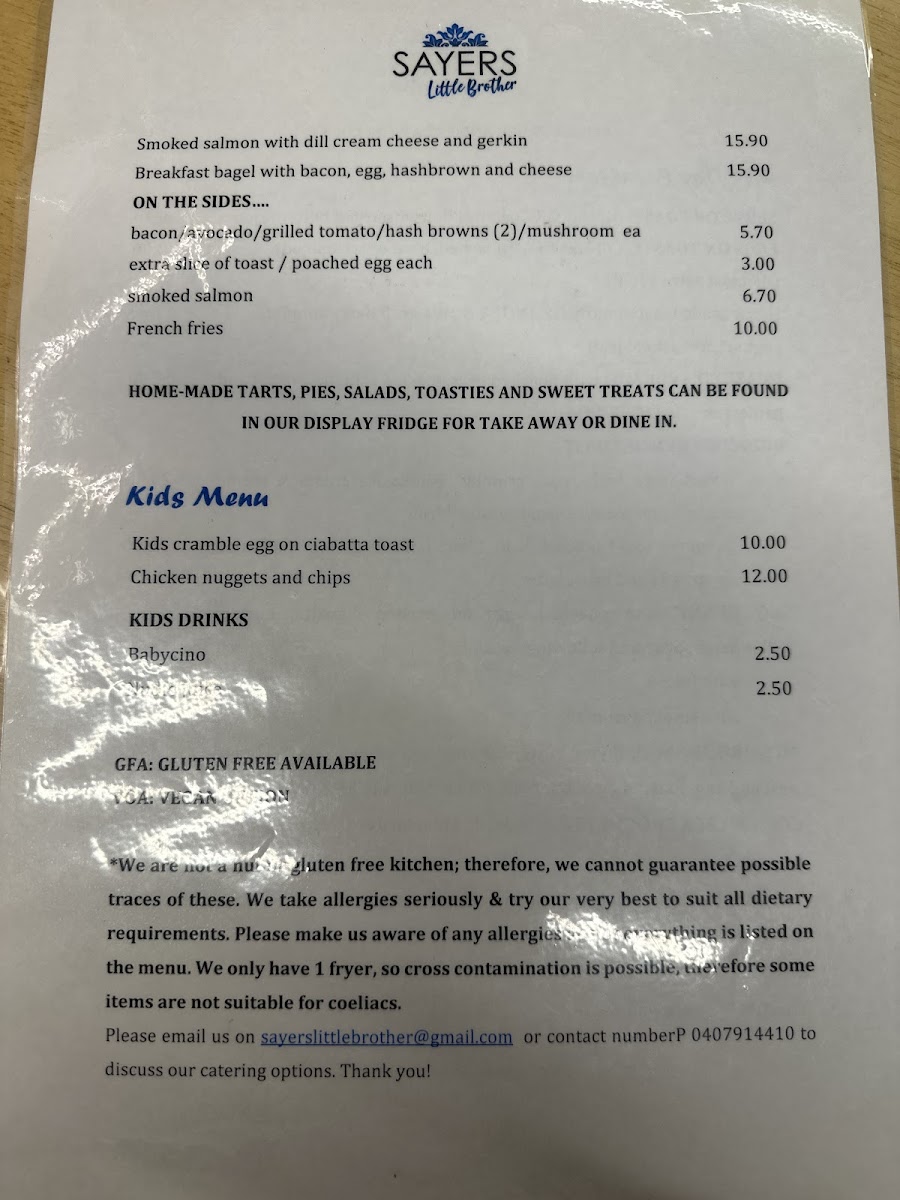 SAYERS
Little Brother
Smoked salmon with dill cream cheese and gerkin 15.90
Breakfast bagel with bacon, egg, hashbrown and cheese 15.90
ON THE SIDES....
bacon/avocado/grilled tomato/hash browns (2)/mushroom ea 5.70
extra slice of toast / poached egg each 3.00
smoked salmon 6.70
French fries 10.00
HOME-MADE TARTS, PIES, SALADS, TOASTIES AND SWEET TREATS CAN BE FOUND
IN OUR DISPLAY FRIDGE FOR TAKE AWAY OR DINE IN.
Kids Menu
Kids cramble egg on ciabatta toast 10.00
Chicken nuggets and chips 12.00
KIDS DRINKS
Babycino 2.50
2.50
GFA: GLUTEN FREE AVAILABLE
VOA: VEGAN
*We are not a nut or gluten free kitchen; therefore, we cannot guarantee possible
traces of these. We take allergies seriously & try our very best to suit all dietary
requirements. Please make us aware of any allergies everything is listed on
the menu. We only have 1 fryer, so cross contamination is possible, therefore some
items are not suitable for coeliacs.
Please email us on sayerslittlebrother@gmail.com or contact numberP 0407914410 to
discuss our catering options. Thank you!